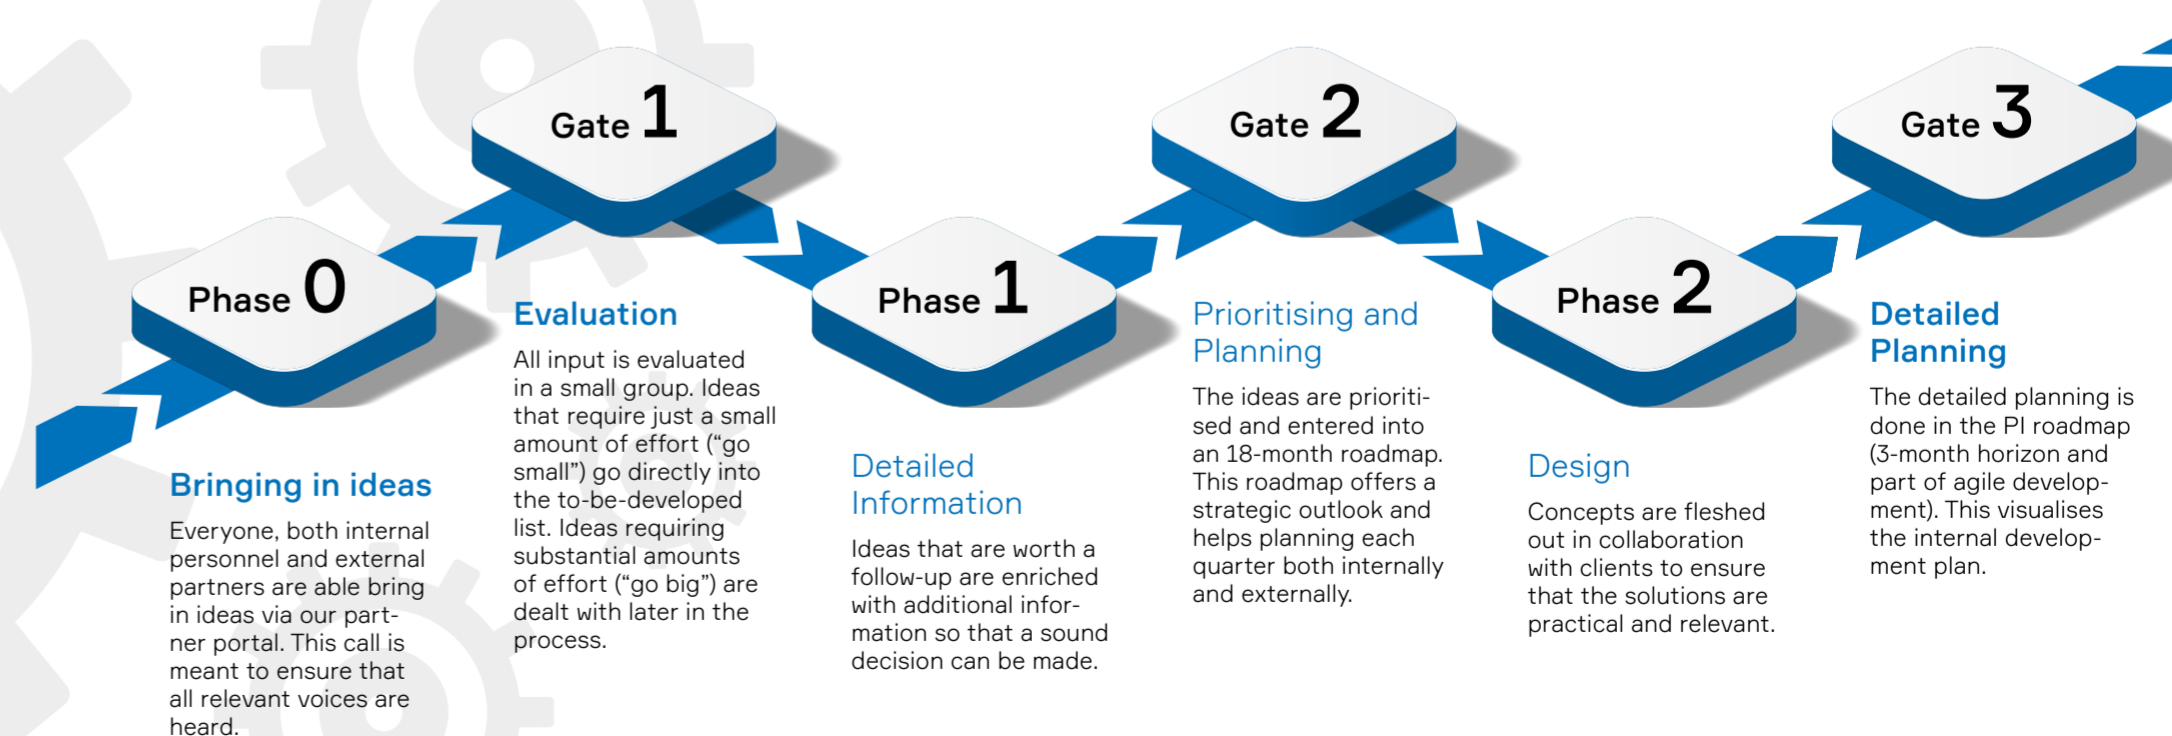 Phase 0
Bringing in ideas
Everyone, both internal
personnel and external
partners are able bring
in ideas via our part-
ner portal. This call is
meant to ensure that
all relevant voices are
heard.
Gate 1
Evaluation
All input is evaluated
in a small group. Ideas
that require just a small
amount of effort (“go
small”) go directly into
the to-be-developed
list. Ideas requiring
substantial amounts
of effort (“go big”) are
dealt with later in the
process.
Phase 1
Detailed
Information
Ideas that are worth a
follow-up are enriched
with additional infor-
mation so that a sound
decision can be made.
Gate 2
Prioritising and
Planning
The ideas are prioriti-
sed and entered into
an 18-month roadmap.
This roadmap offers a
strategic outlook and
helps planning each
quarter both internally
and externally.
Phase 2
Design
Concepts are fleshed
out in collaboration
with clients to ensure
that the solutions are
practical and relevant.
Gate 3
Detailed
Planning
The detailed planning is
done in the PI roadmap
(3-month horizon and
part of agile develop-
ment). This visualises
the internal develop-
ment plan.